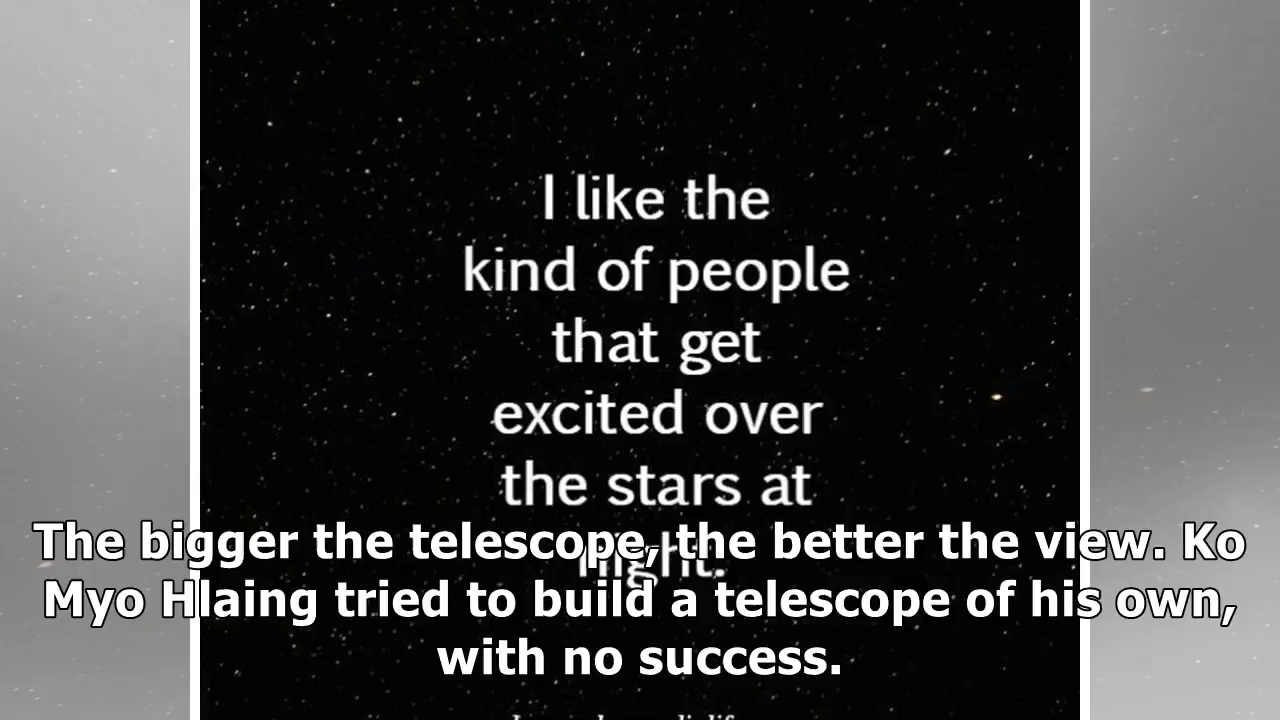 I like the
kind of people
that get
excited over
the stars at
night.
The bigger the telescope, the better the view. Ko
Myo Hlaing tried to build a telescope of his own,
with no success.